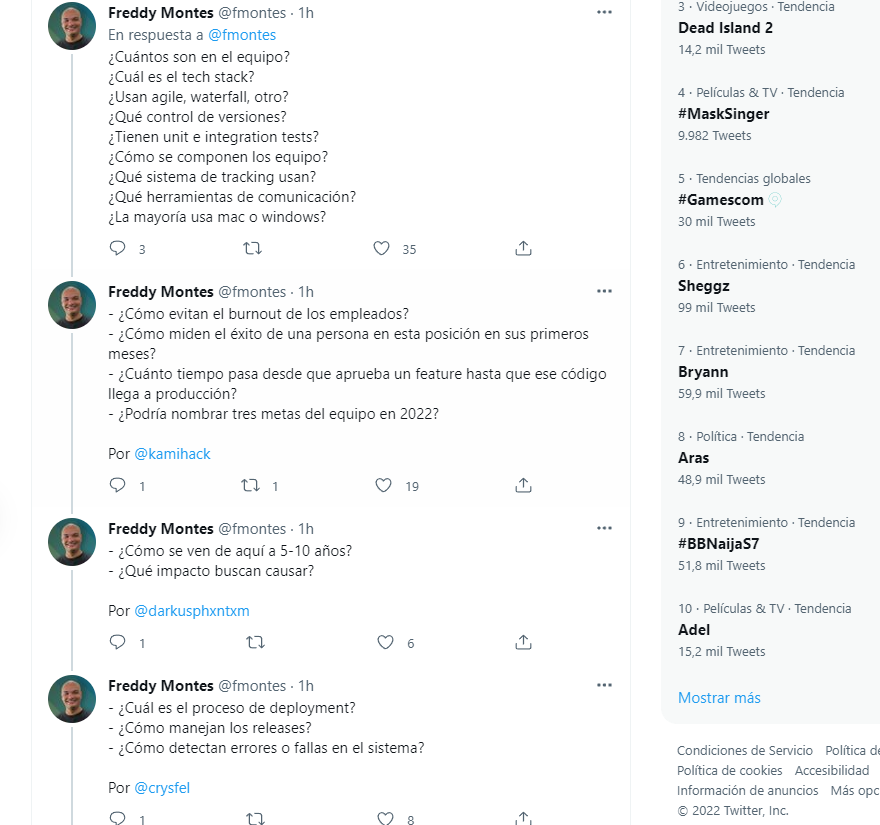 Freddy Montes @fmontes · 1h
En respuesta a @fmontes
¿Cuántos son en el equipo?
¿Cuál es el tech stack?
¿Usan agile, waterfall, otro?
¿Qué control de versiones?
¿Tienen unit e integration tests?
¿Cómo se componen los equipo?
¿Qué sistema de tracking usan?
¿Qué herramientas de comunicación?
¿La mayoría usa mac o windows?
3 35
Freddy Montes @fmontes · 1h
- ¿Cómo evitan el burnout de los empleados?
- ¿Cómo miden el éxito de una persona en esta posición en sus primeros
meses?
- ¿Cuánto tiempo pasa desde que aprueba un feature hasta que ese código
llega a producción?
- ¿Podría nombrar tres metas del equipo en 2022?
Por @kamihack
1 1 19
Freddy Montes @fmontes · 1h
- ¿Cómo se ven de aquí a 5-10 años?
- ¿Qué impacto buscan causar?
Por @darkusphxntxm
1 6
Freddy Montes @fmontes · 1h
- ¿Cuál es el proceso de deployment?
- ¿Cómo manejan los releases?
- ¿Cómo detectan errores o fallas en el sistema?
Por @crysfel
1 8
3 · Videojuegos · Tendencia
Dead Island 2
14,2 mil Tweets
4 · Películas & TV · Tendencia
#MaskSinger
9.982 Tweets
5 · Tendencias globales
#Gamescom
30 mil Tweets
6 · Entretenimiento · Tendencia
Sheggz
99 mil Tweets
7 · Entretenimiento · Tendencia
Bryann
59,9 mil Tweets
8 · Política · Tendencia
Aras
48,9 mil Tweets
9 · Entretenimiento · Tendencia
#BBNaijaS7
51,8 mil Tweets
10 · Películas & TV · Tendencia
Adel
15,2 mil Tweets
Mostrar más
Condiciones de Servicio Política de
Política de cookies Accesibilidad
Información de anuncios Más opc
© 2022 Twitter, Inc.